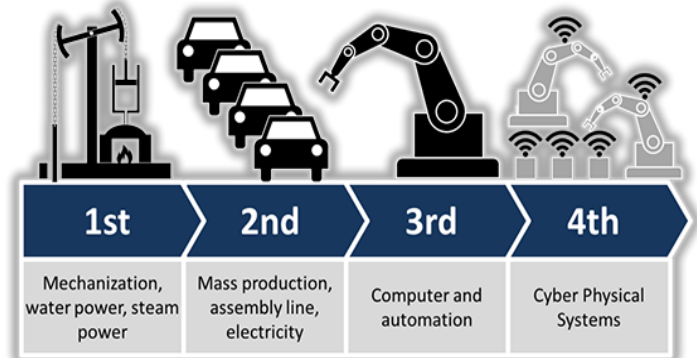 1st
2nd
3rd
4th
Mechanization,
water power, steam
power
Mass production,
assembly line,
electricity
Computer and
automation
Cyber Physical
Systems